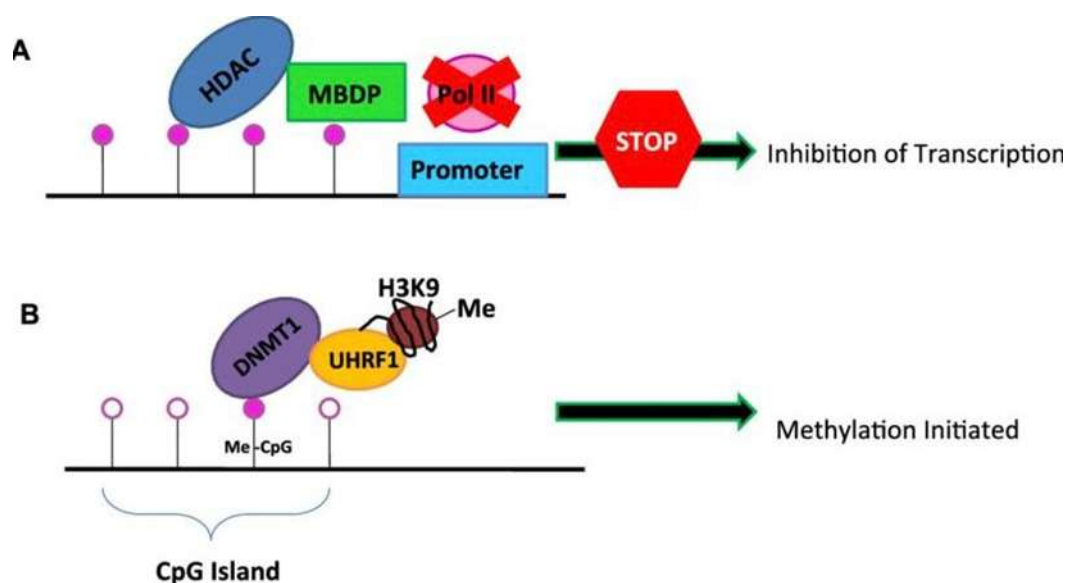 A
HDAC
MBDP
Pol II
Promoter
STOP
Inhibition of Transcription
B
H3K9
Me
DNMT1
UHRF1
Me-CpG
Methylation Initiated
CpG Island